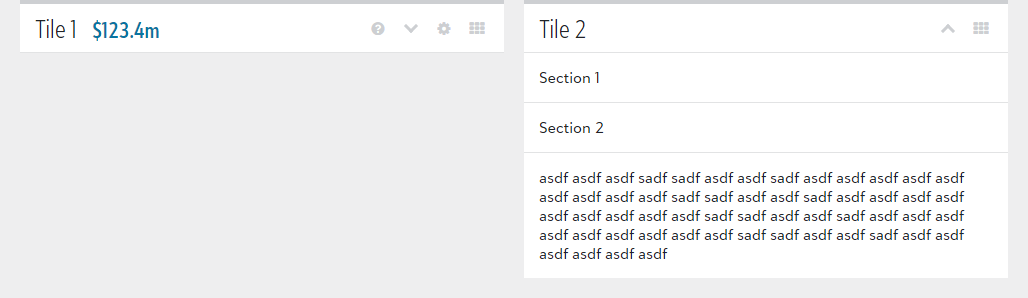 Tile 1 $123.4m
Tile 2
Section 1
Section 2
asdf asdf asdf sadf sadf asdf asdf sadf asdf asdf asdf asdf asdf
asdf asdf asdf asdf sadf sadf asdf asdf sadf asdf asdf asdf asdf
asdf asdf asdf asdf asdf sadf sadf asdf asdf sadf asdf asdf asdf
asdf asdf asdf asdf asdf asdf sadf sadf asdf asdf sadf asdf asdf
asdf asdf asdf asdf